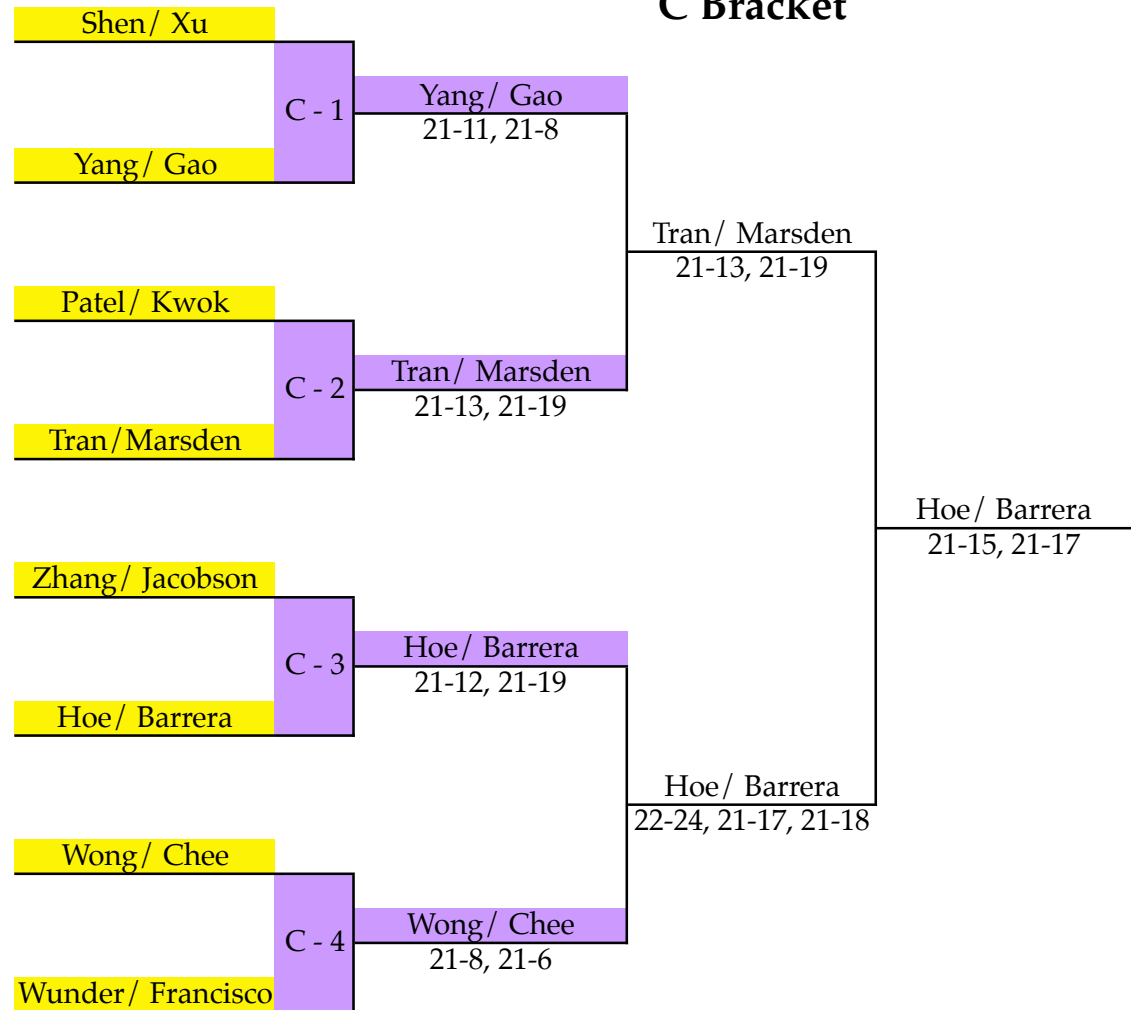 C Bracket
Shen/ Xu
C - 1
Yang/ Gao
21-11, 21-8
Yang/ Gao
Tran/ Marsden
21-13, 21-19
Patel/ Kwok
C - 2
Tran/ Marsden
21-13, 21-19
Tran/Marsden
Hoe/ Barrera
21-15, 21-17
Zhang/ Jacobson
C - 3
Hoe/ Barrera
21-12, 21-19
Hoe/ Barrera
Hoe/ Barrera
22-24, 21-17, 21-18
Wong/ Chee
C - 4
Wong/ Chee
21-8, 21-6
Wunder/ Francisco